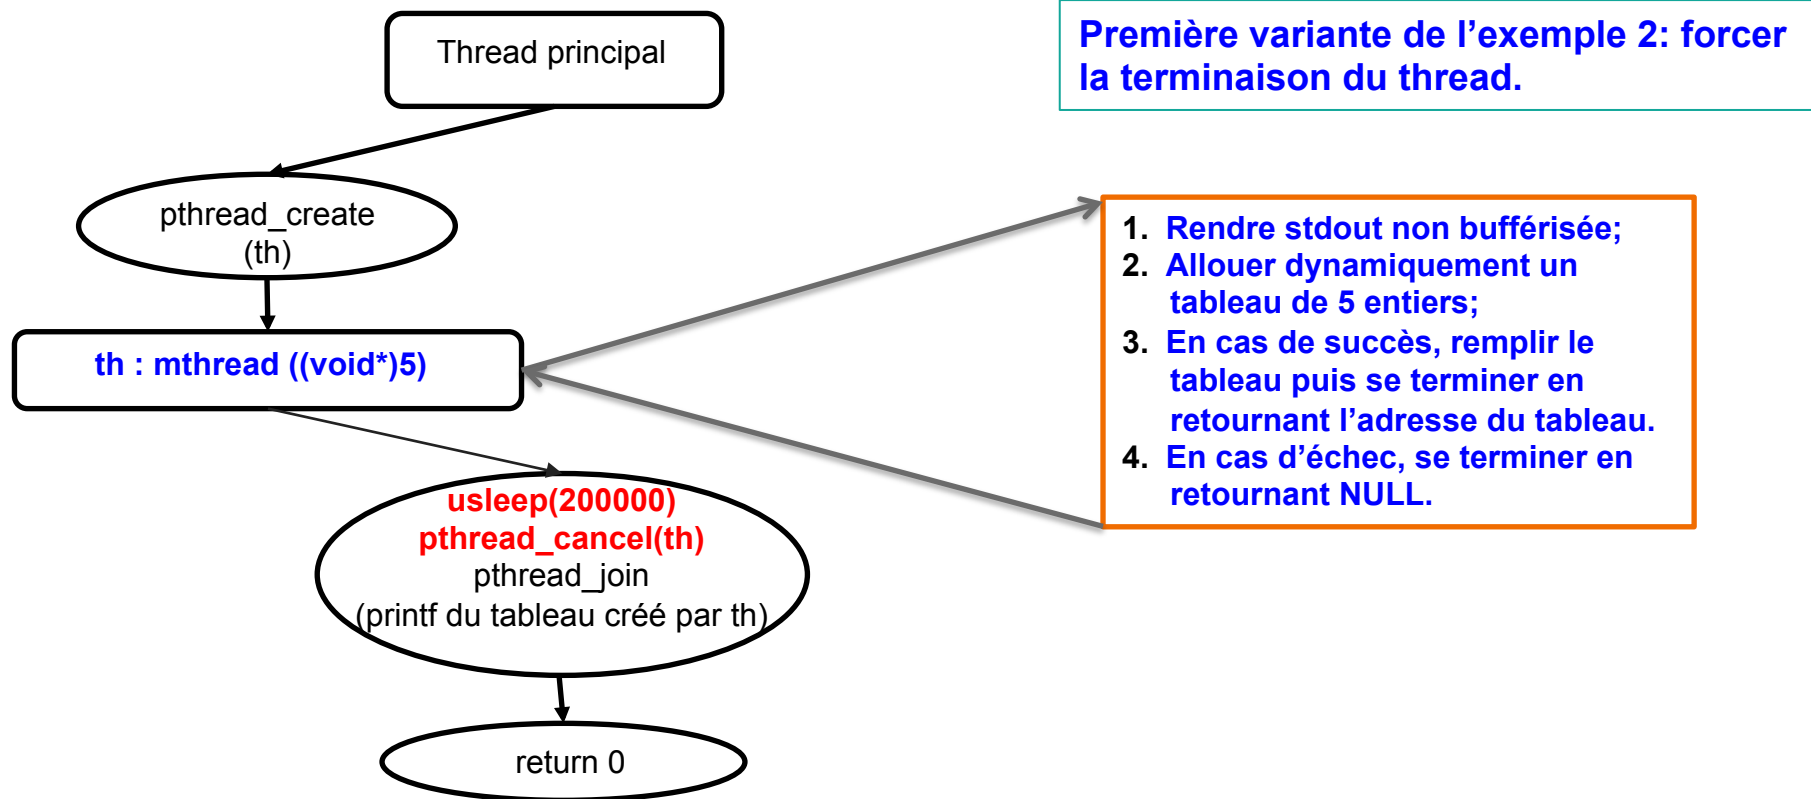 Thread principal
Première variante de l’exemple 2: forcer
la terminaison du thread.
pthread_create
(th)
th : mthread ((void*)5)
1. Rendre stdout non bufférisée;
2. Allouer dynamiquement un
tableau de 5 entiers;
3. En cas de succès, remplir le
tableau puis se terminer en
retournant l’adresse du tableau.
4. En cas d’échec, se terminer en
retournant NULL.
usleep(200000)
pthread_cancel(th)
pthread_join
(printf du tableau créé par th)
return 0